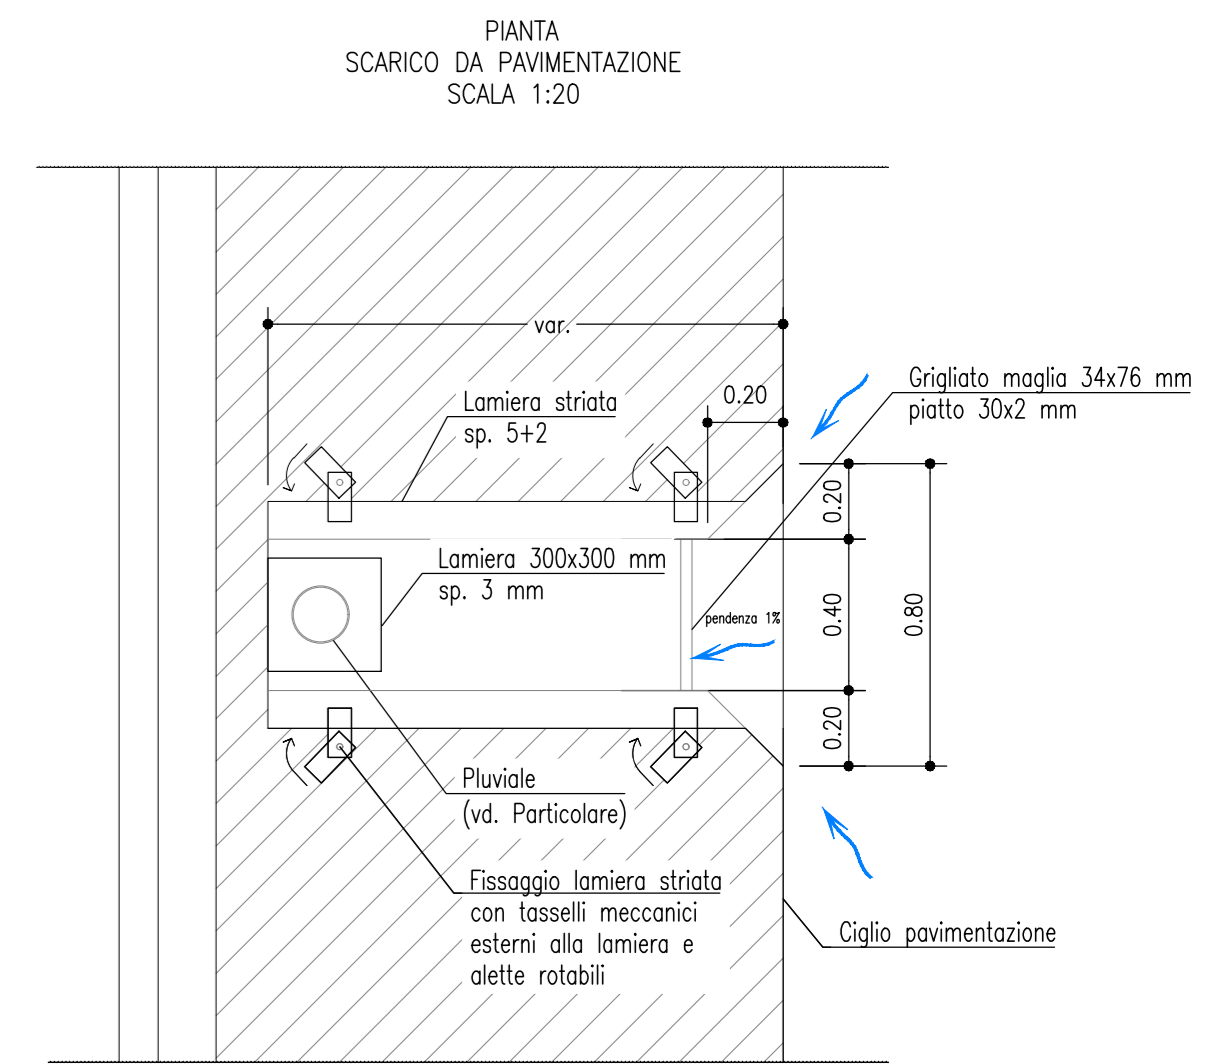 PIANTA
SCARICO DA PAVIMENTAZIONE
SCALA 1:20
var.
Grigliato maglia 34x76 mm
piatto 30x2 mm
0.20
Lamiera striata
sp. 5+2
0.20
Lamiera 300x300 mm
sp. 3 mm
0.40
0.80
pendenza 1%
0.20
Pluviale
(vd. Particolare)
Fissaggio lamiera striata
con tasselli meccanici
esterni alla lamiera e
alette rotabili
Ciglio pavimentazione